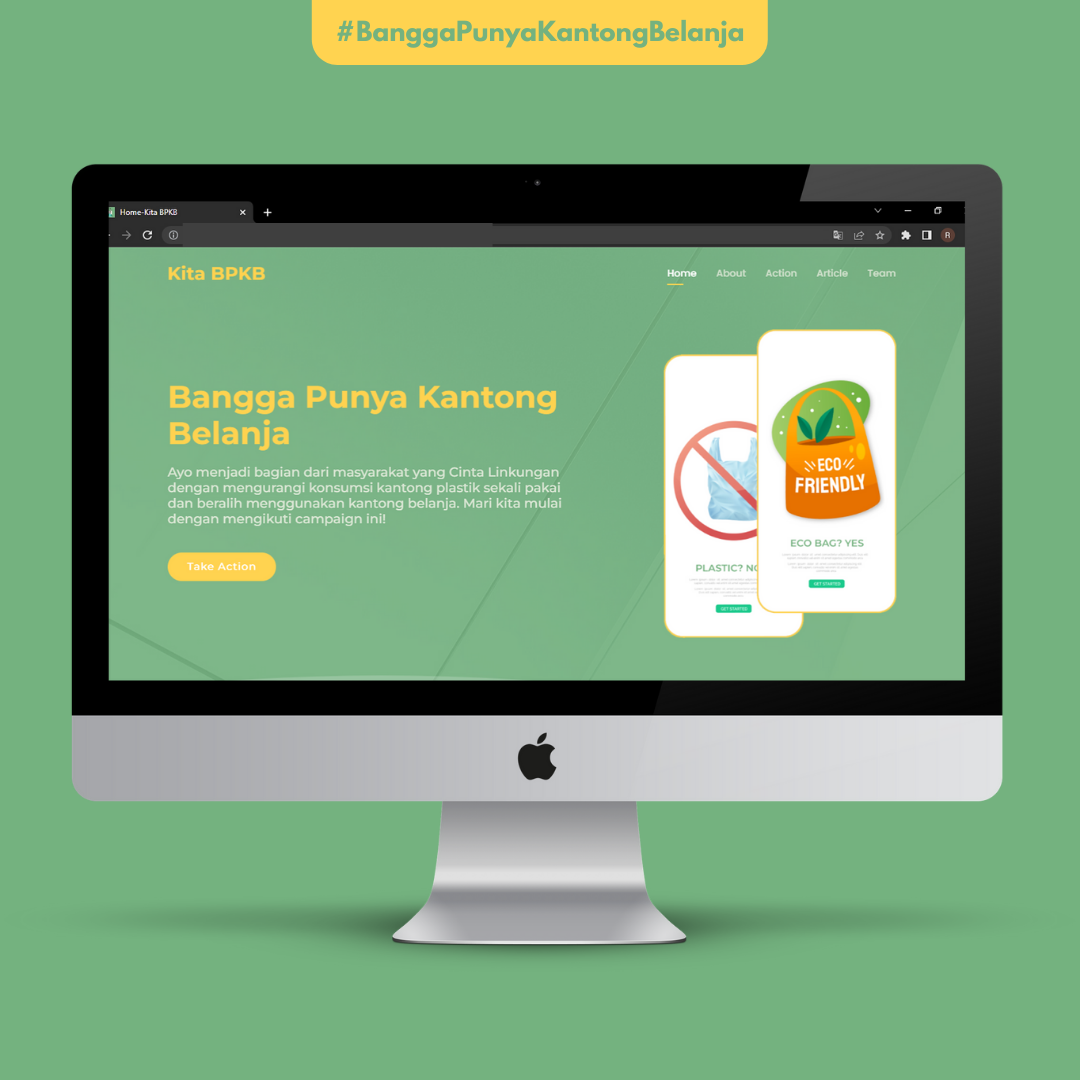 #BanggaPunyaKantongBelanja
Home-Kita BPKB
R
Kita BPKB
Home About Action Article Team
Bangga Punya Kantong
Belanja
Ayo menjadi bagian dari masyarakat yang Cinta Linkungan
dengan mengurangi konsumsi kantong plastik sekali pakai
dan beralih menggunakan kantong belanja. Mari kita mulai
dengan mengikuti campaign ini!
Take Action
PLASTIC? NO
GET STARTED
ECO
FRIENDLY
ECO BAG? YES
GET STARTED